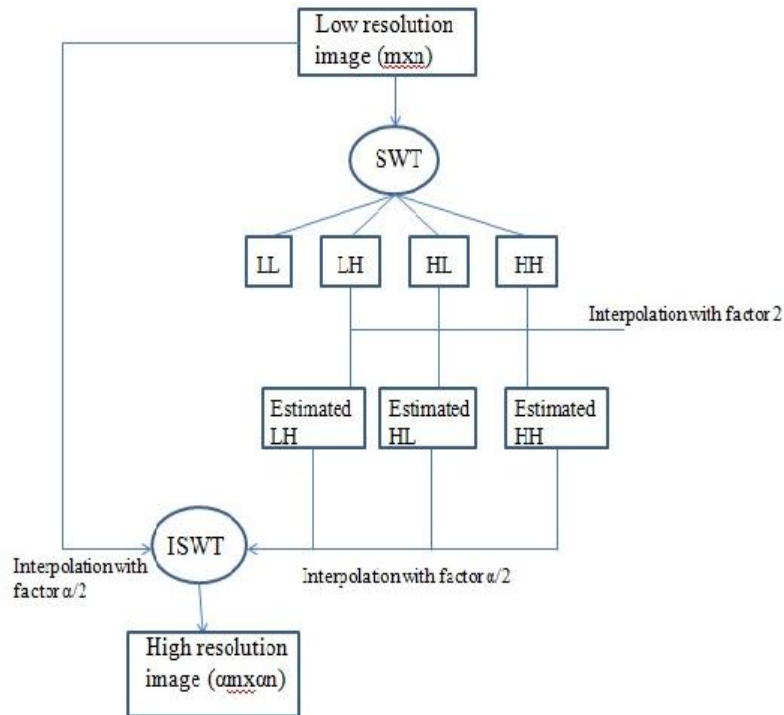 Low resolution
image (mxn)
SWT
LL
LH
HL
HH
Interpolation with factor 2
Estimated
LH
Estimated
HL
Estimated
HH
ISWT
Interpolation with
factor α/2
Interpolation with factor α/2
High resolution
image (αmxαn)